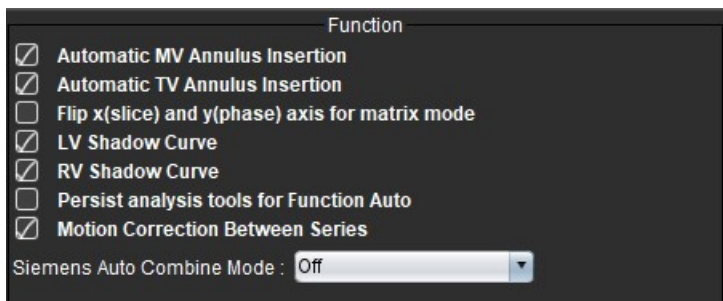 Function
Automatic MV Annulus Insertion
Automatic TV Annulus Insertion
Flip x(slice) and y(phase) axis for matrix mode
LV Shadow Curve
RV Shadow Curve
Persist analysis tools for Function Auto
Motion Correction Between Series
Siemens Auto Combine Mode : Off